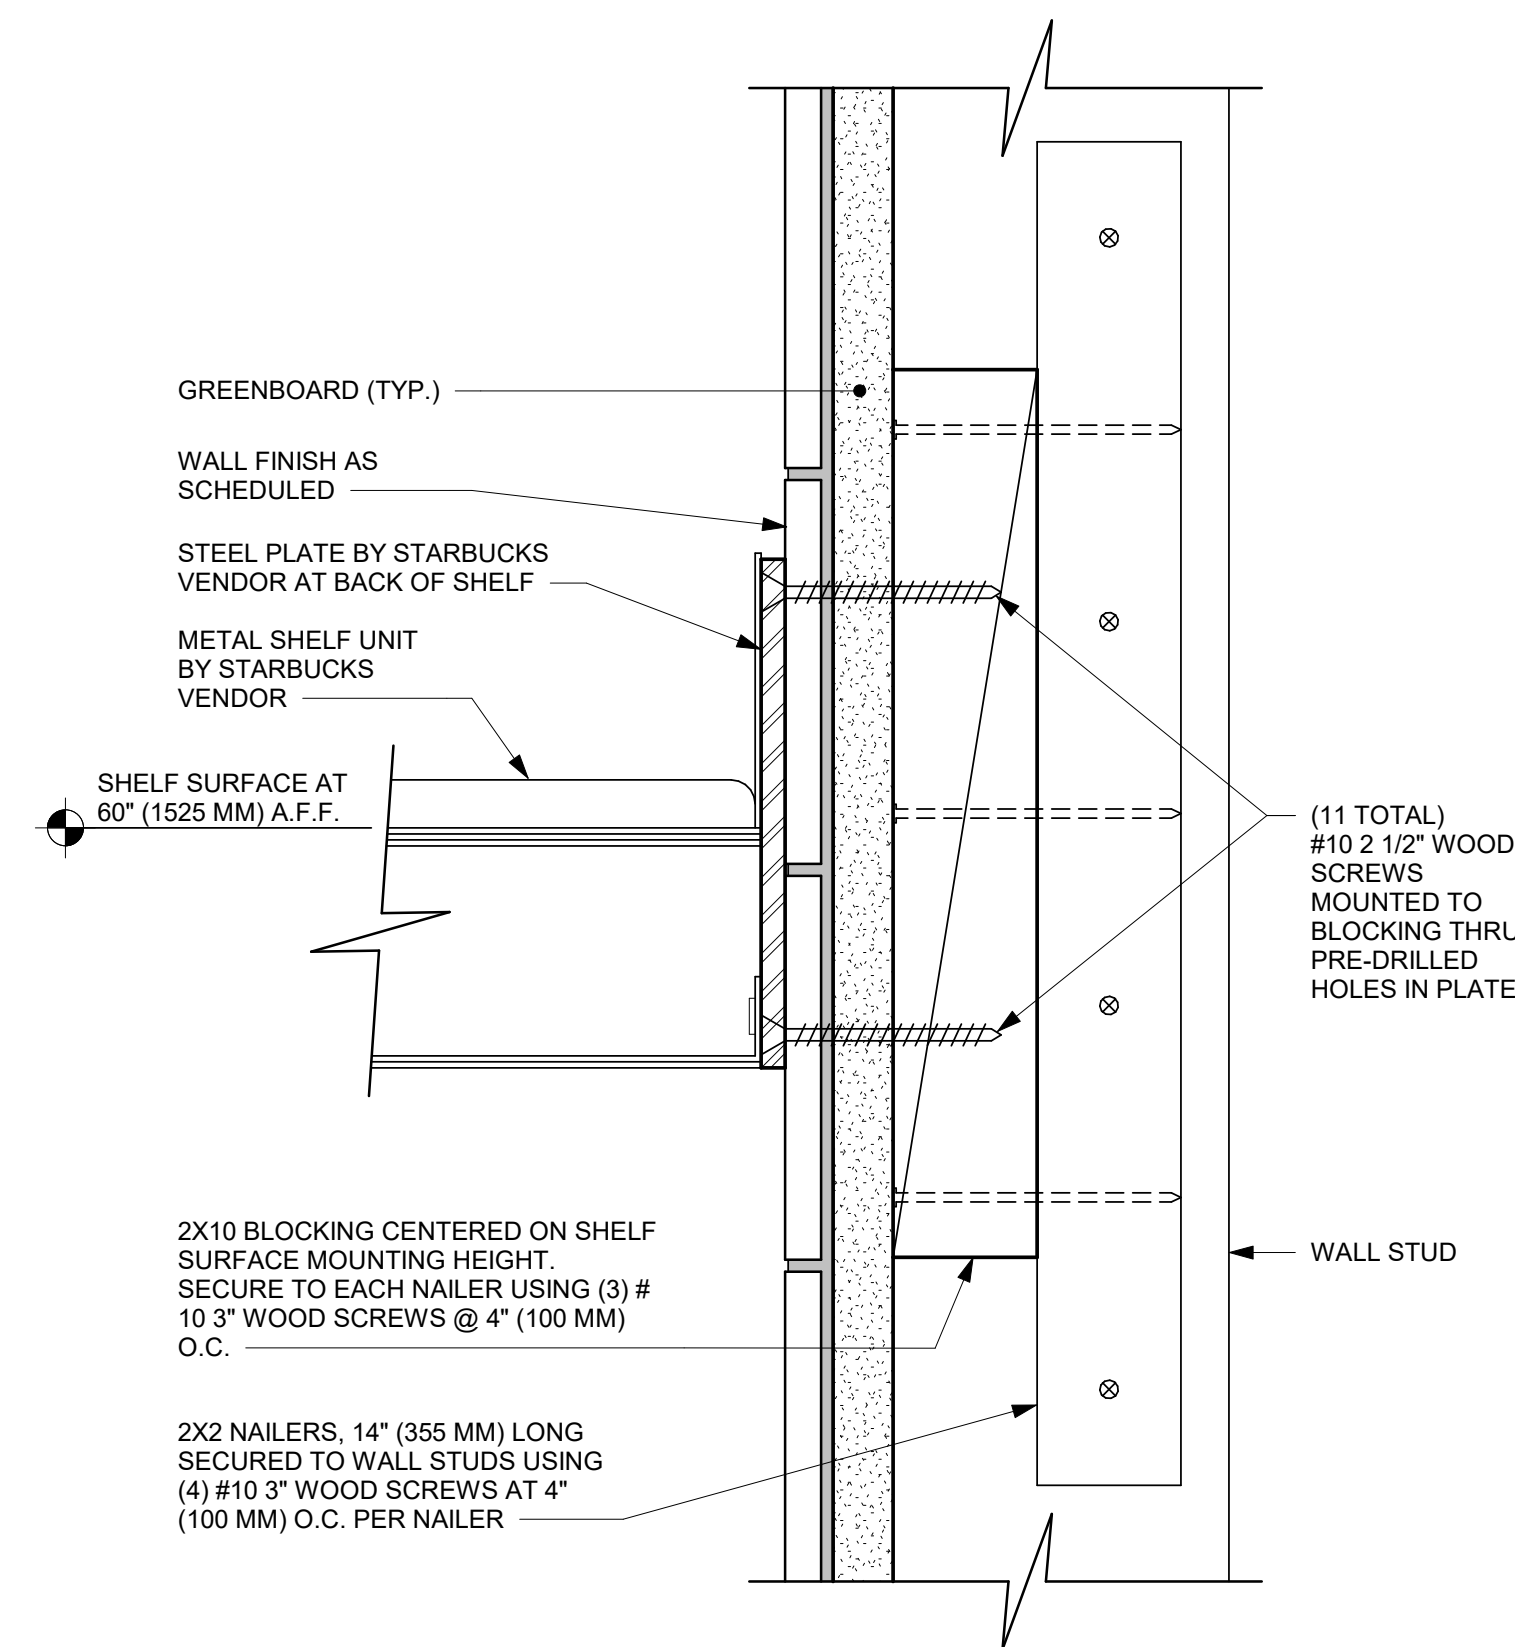 GREENBOARD (TYP.)
WALL FINISH AS
SCHEDULED
STEEL PLATE BY STARBUCKS
VENDOR AT BACK OF SHELF
METAL SHELF UNIT
BY STARBUCKS
VENDOR
SHELF SURFACE AT
60" (1525 MM) A.F.F.
(11 TOTAL)
#10 2 1/2" WOOD
SCREWS
MOUNTED TO
BLOCKING THRU
PRE-DRILLED
HOLES IN PLATE
2X10 BLOCKING CENTERED ON SHELF
SURFACE MOUNTING HEIGHT.
SECURE TO EACH NAILER USING (3) #
10 3" WOOD SCREWS @ 4" (100 MM)
O.C.
WALL STUD
2X2 NAILERS, 14" (355 MM) LONG
SECURED TO WALL STUDS USING
(4) #10 3" WOOD SCREWS AT 4"
(100 MM) O.C. PER NAILER